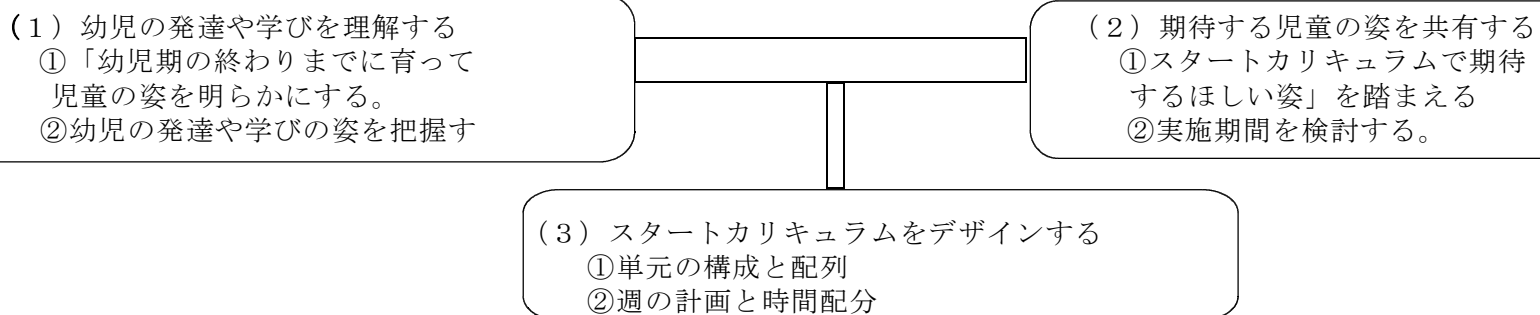 (1)幼児の発達や学びを理解する
①「幼児期の終わりまでに育って
児童の姿を明らかにする。
②幼児の発達や学びの姿を把握す
(2)期待する児童の姿を共有する
①スタートカリキュラムで期待
するほしい姿」を踏まえる
②実施期間を検討する。
(3)スタートカリキュラムをデザインする
①単元の構成と配列
②週の計画と時間配分